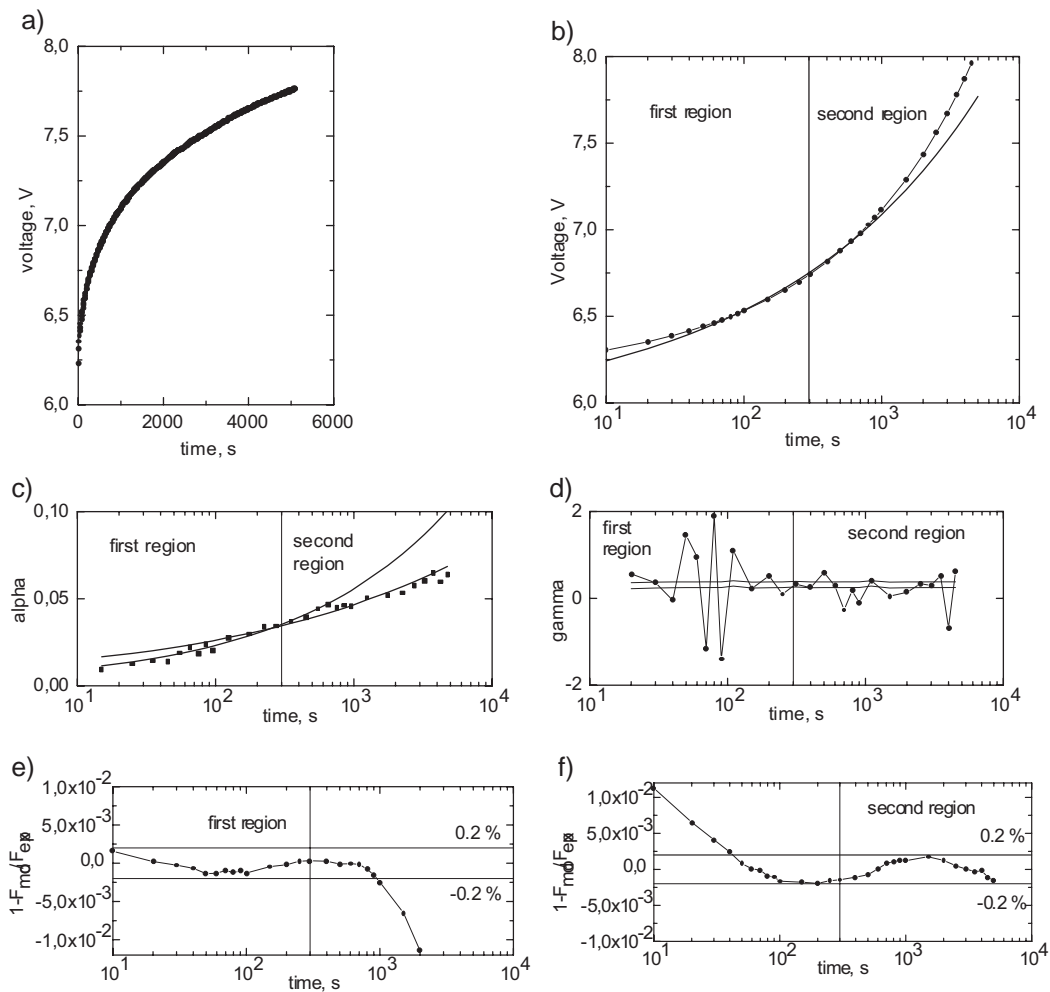 a)
8,0
7,5
7,0
6,5
6,0
voltage, V
0 2000 4000 6000
time, s
b)
8,0
7,5
7,0
6,5
6,0
Voltage, V
first region
second region
10^1 10^2 10^3 10^4
time, s
c)
0,10
0,05
0,00
alpha
first region
second
region
10^1 10^2 10^3 10^4
time, s
d)
2
0
-2
gamma
first
region
second region
10^1 10^2 10^3 10^4
time, s
e)
1,0x10^-2
5,0x10^-3
0,0
-5,0x10^-3
-1,0x10^-2
first region
0.2 %
-0.2 %
10^1 10^2 10^3 10^4
time, s
f)
1,0x10^-2
5,0x10^-3
0,0
-5,0x10^-3
-1,0x10^-2
second region
0.2 %
-0.2 %
10^1 10^2 10^3 10^4
time, s